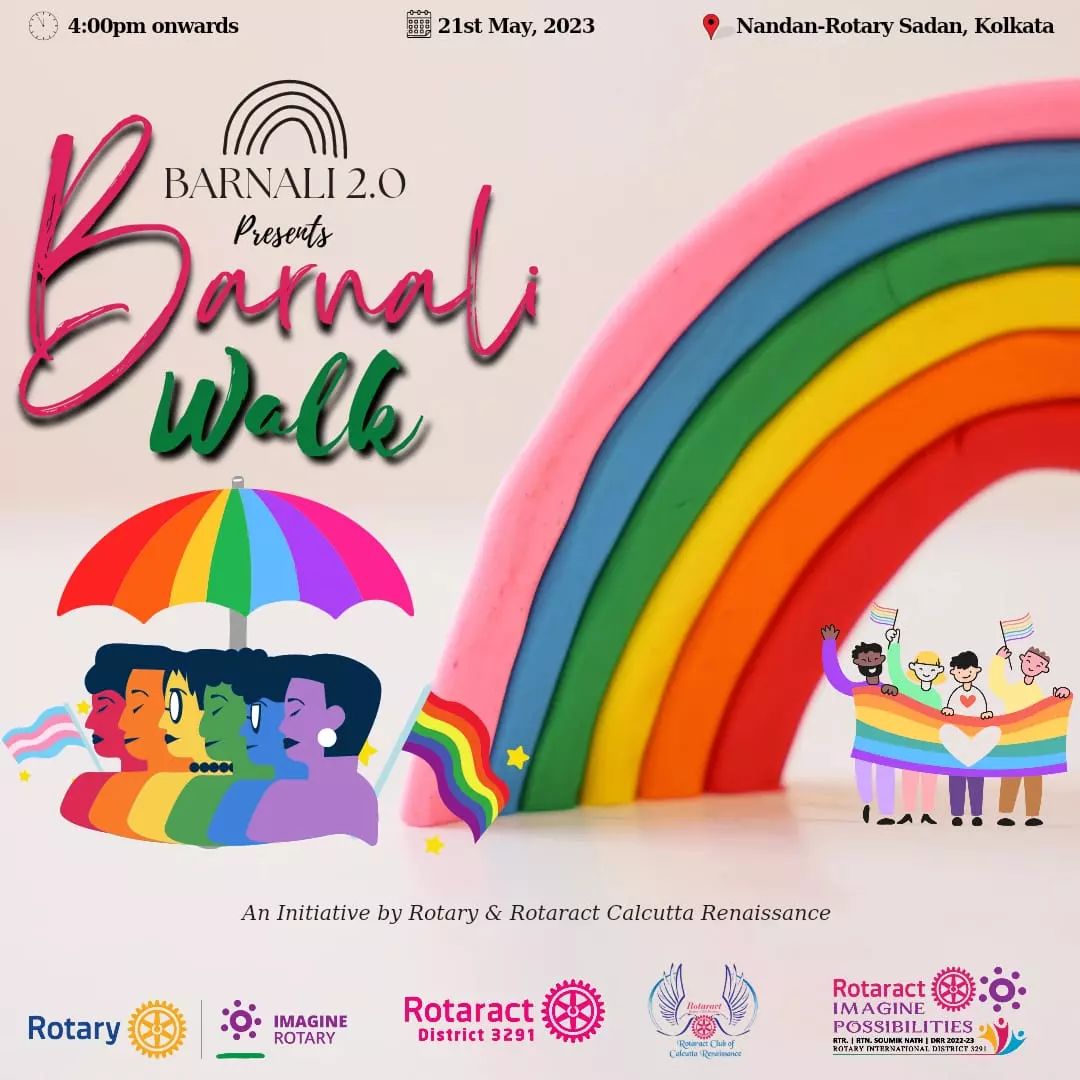 4:00pm onwards
21st May, 2023
Nandan-Rotary Sadan, Kolkata
BARNALI 2.0
Presents
Barnali
Walk
An Initiative by Rotary & Rotaract Calcutta Renaissance
Rotary
IMAGINE
ROTARY
Rotaract
District 3291
Rotaract
Rotaract Club of
Calcutta Renaissance
Rotaract
IMAGINE
POSSIBILITIES
RTR. | RTN. SOUMIK NATH | DRR 2022-23
ROTARY INTERNATIONAL DISTRICT 3291